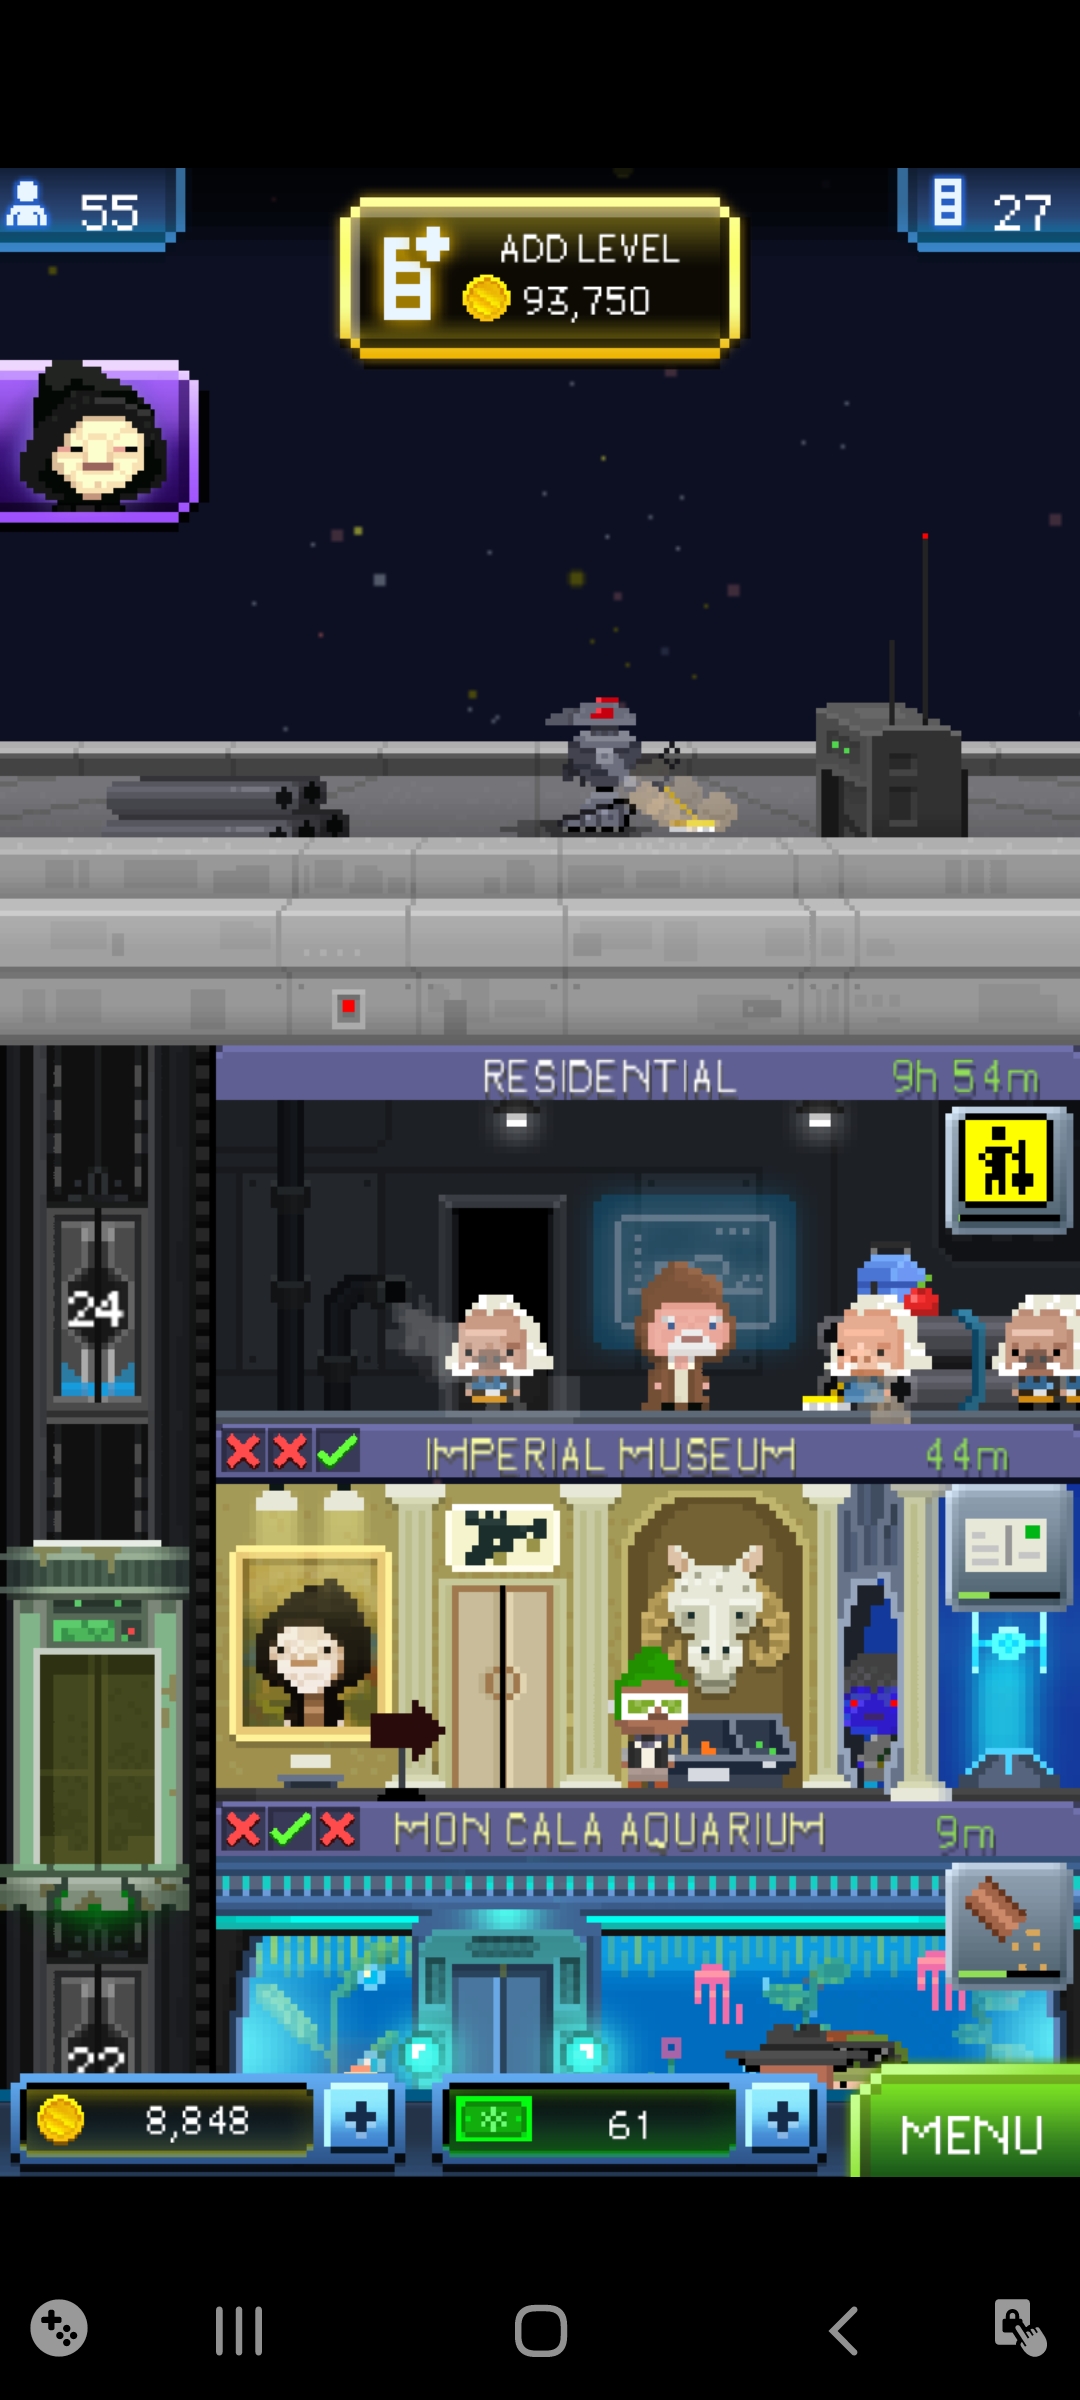 55
ADD LEVEL
93,750
27
RESIDENTIAL 9h 54m
24
IMPERIAL MUSEUM 44m
MON CALA AQUARIUM 9m
22
8,848
61
MENU